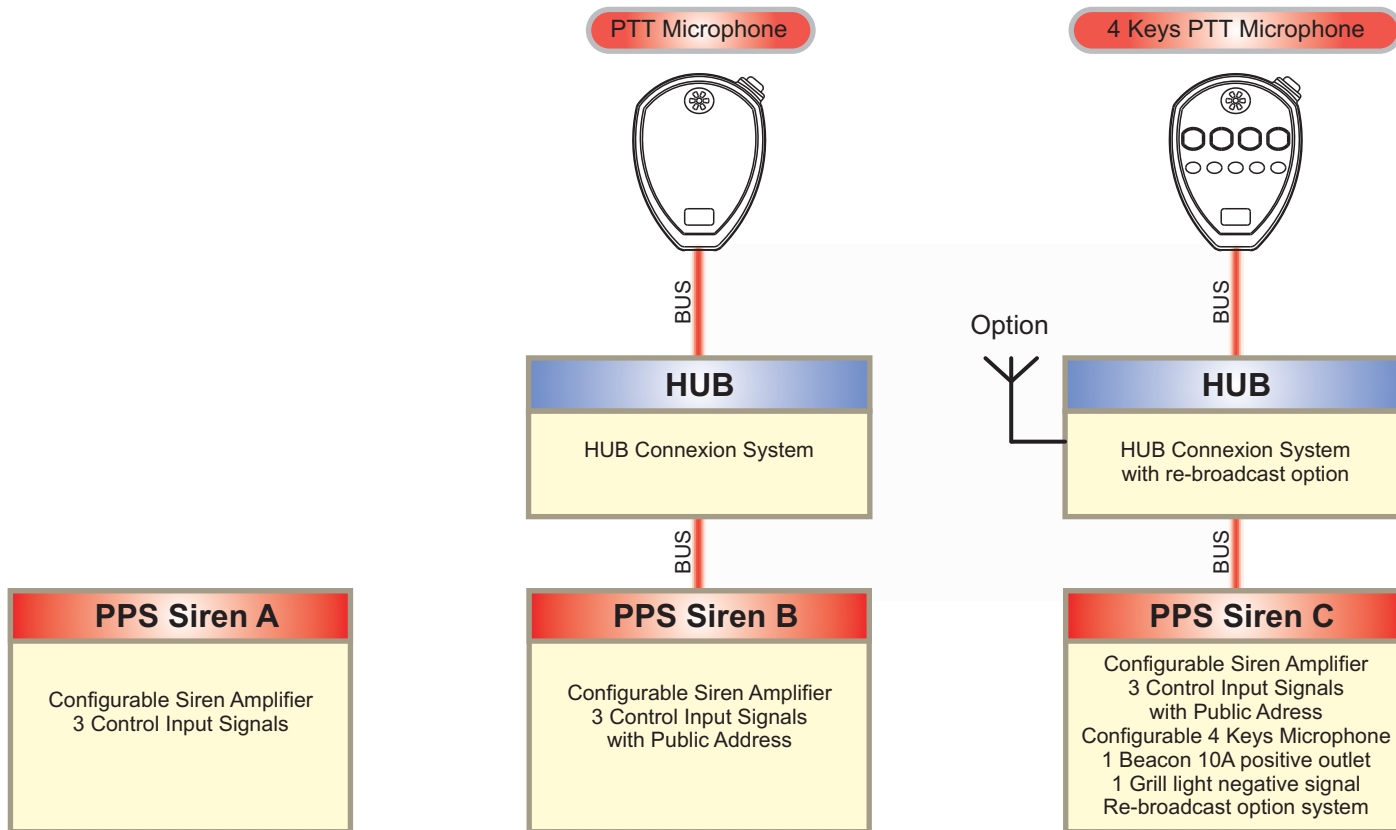 PTT Microphone
4 Keys PTT Microphone
BUS
BUS
Option
HUB
HUB Connexion System
HUB
HUB Connexion System
with re-broadcast option
BUS
BUS
PPS Siren A
Configurable Siren Amplifier
3 Control Input Signals
PPS Siren B
Configurable Siren Amplifier
3 Control Input Signals
with Public Address
PPS Siren C
Configurable Siren Amplifier
3 Control Input Signals
with Public Adress
Configurable 4 Keys Microphone
1 Beacon 10A positive outlet
1 Grill light negative signal
Re-broadcast option system